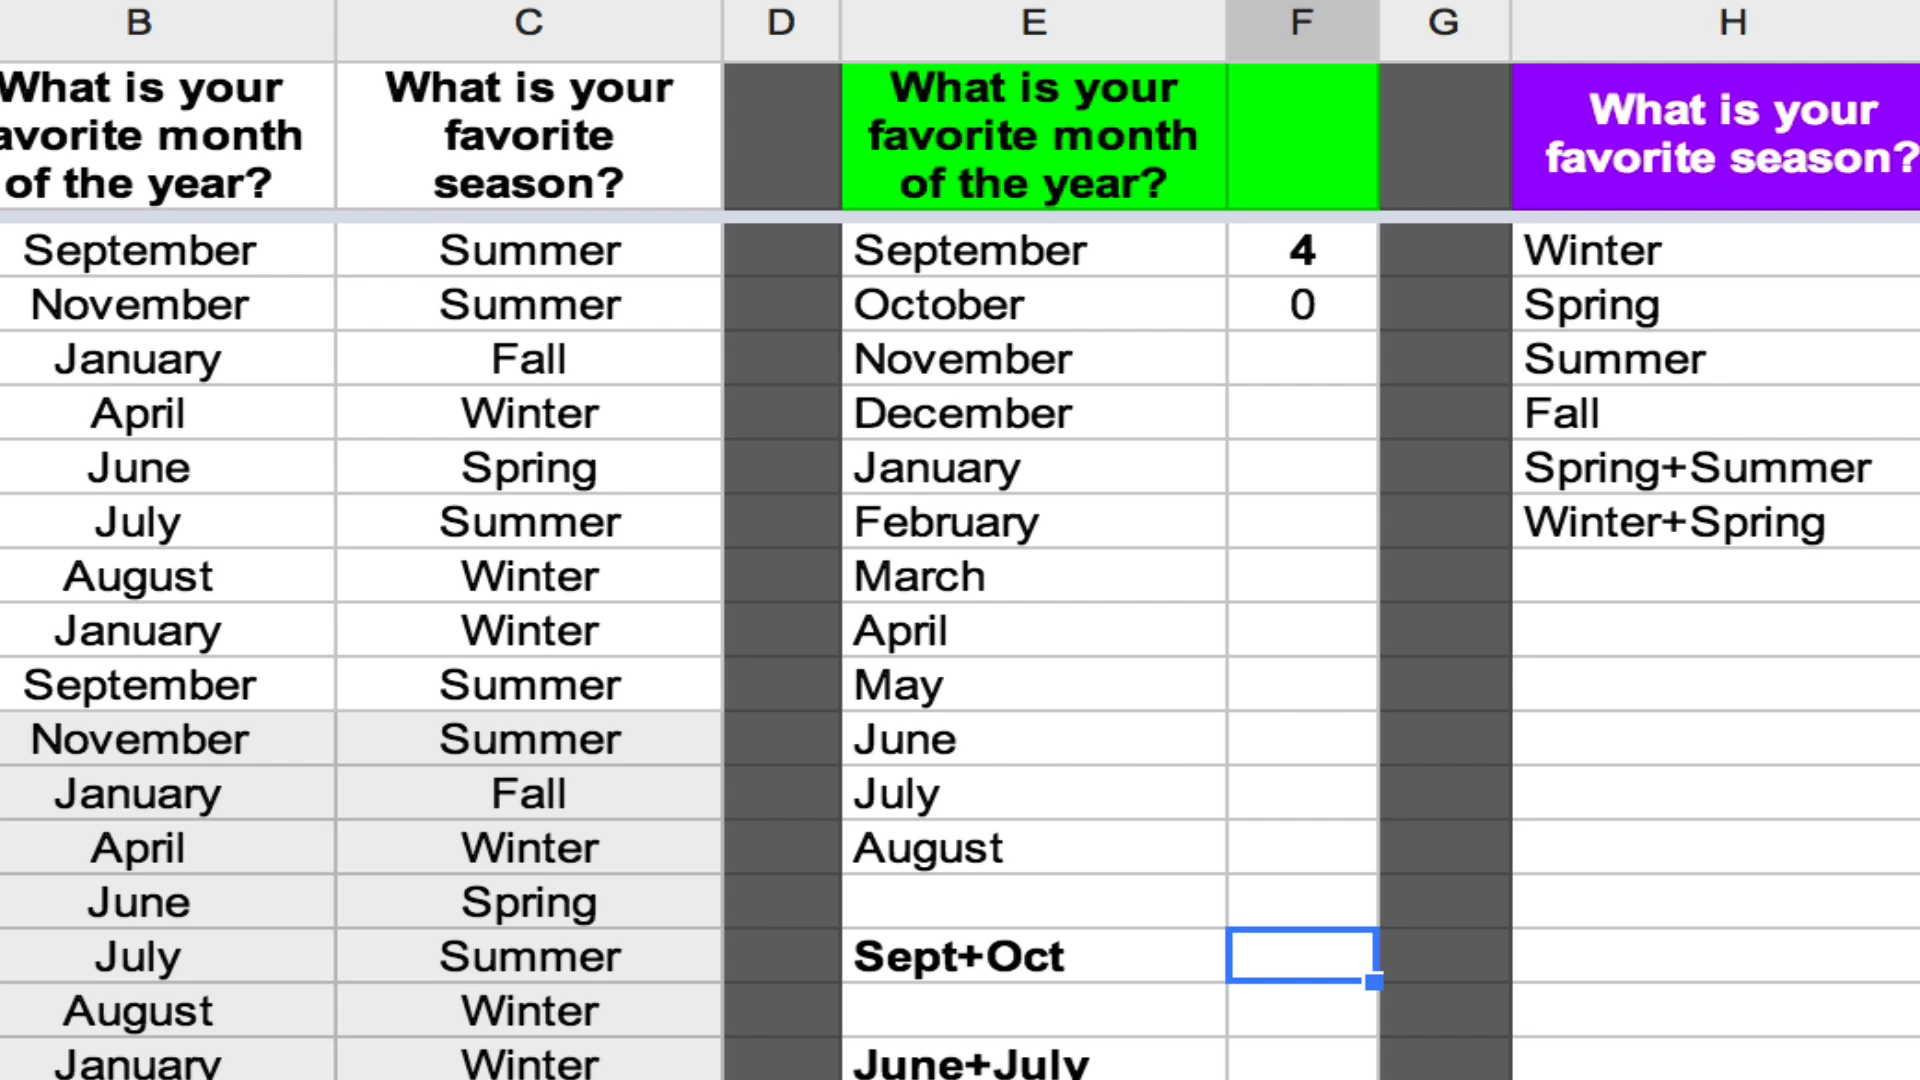 B C D E F G H
What is your favorite month of the year?
What is your favorite season?
What is your favorite month of the year?
What is your favorite season?
September Summer September 4 Winter
November Summer October 0 Spring
January Fall November Summer
April Winter December Fall
June Spring January Spring+Summer
July Summer February Winter+Spring
August Winter March
January Winter April
September Summer May
November Summer June
January Fall July
April Winter August
June Spring
July Summer Sept+Oct
August Winter
January Winter June+July